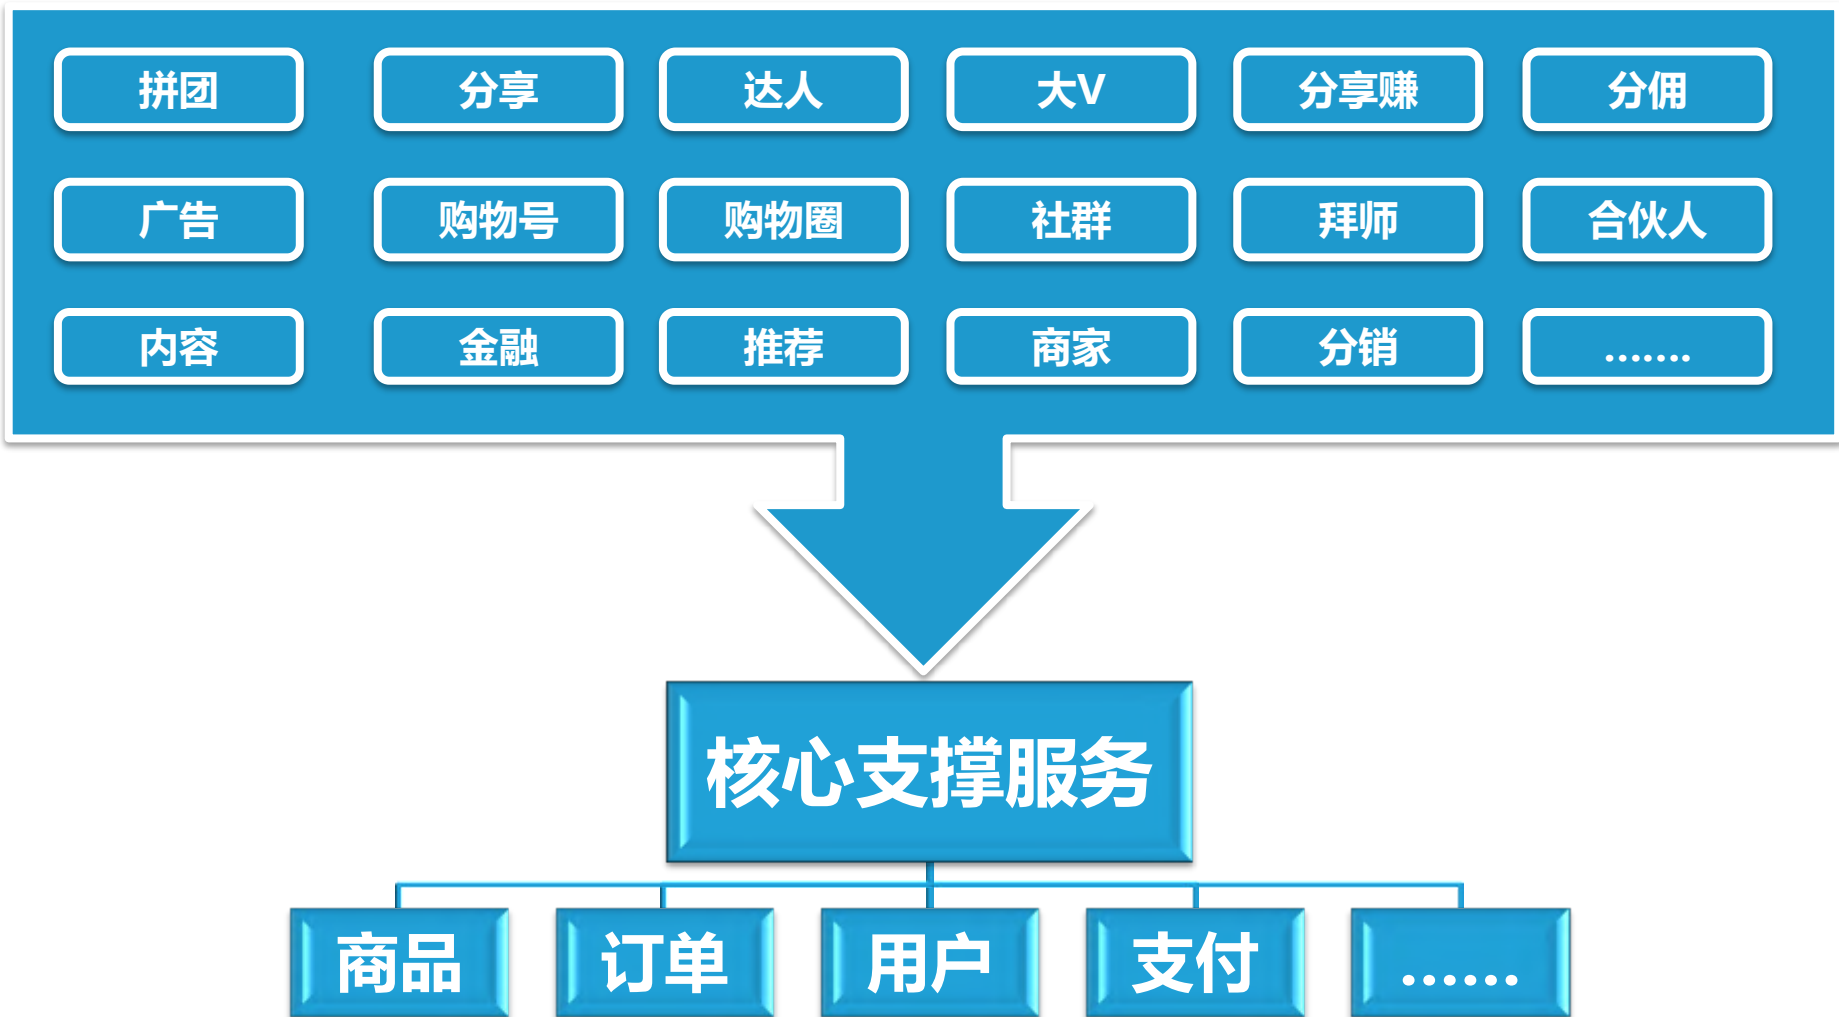 拼团
分享
达人
大V
分享赚
分佣
广告
购物号
购物圈
社群
拜师
合伙人
内容
金融
推荐
商家
分销
.......
核心支撑服务
商品
订单
用户
支付
......